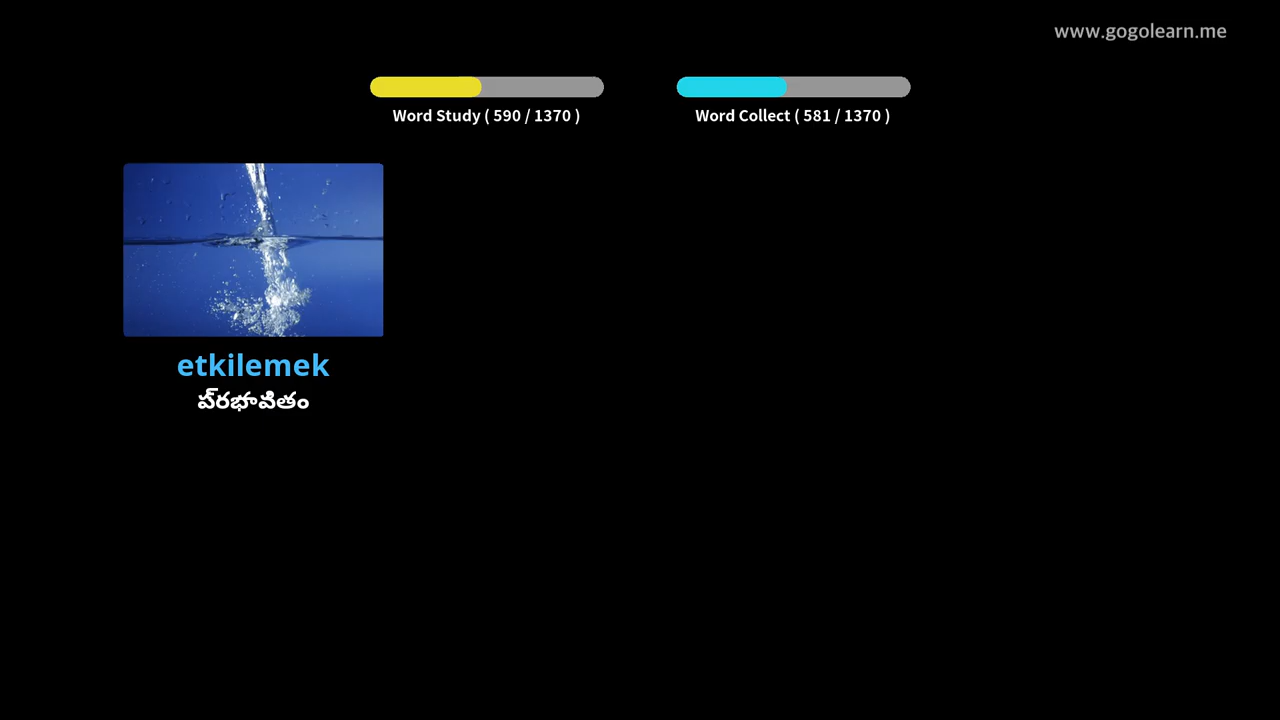 www.gogolearn.me
Word Study ( 590 / 1370 )
Word Collect ( 581 / 1370 )
etkilemek
ప్రభావితం